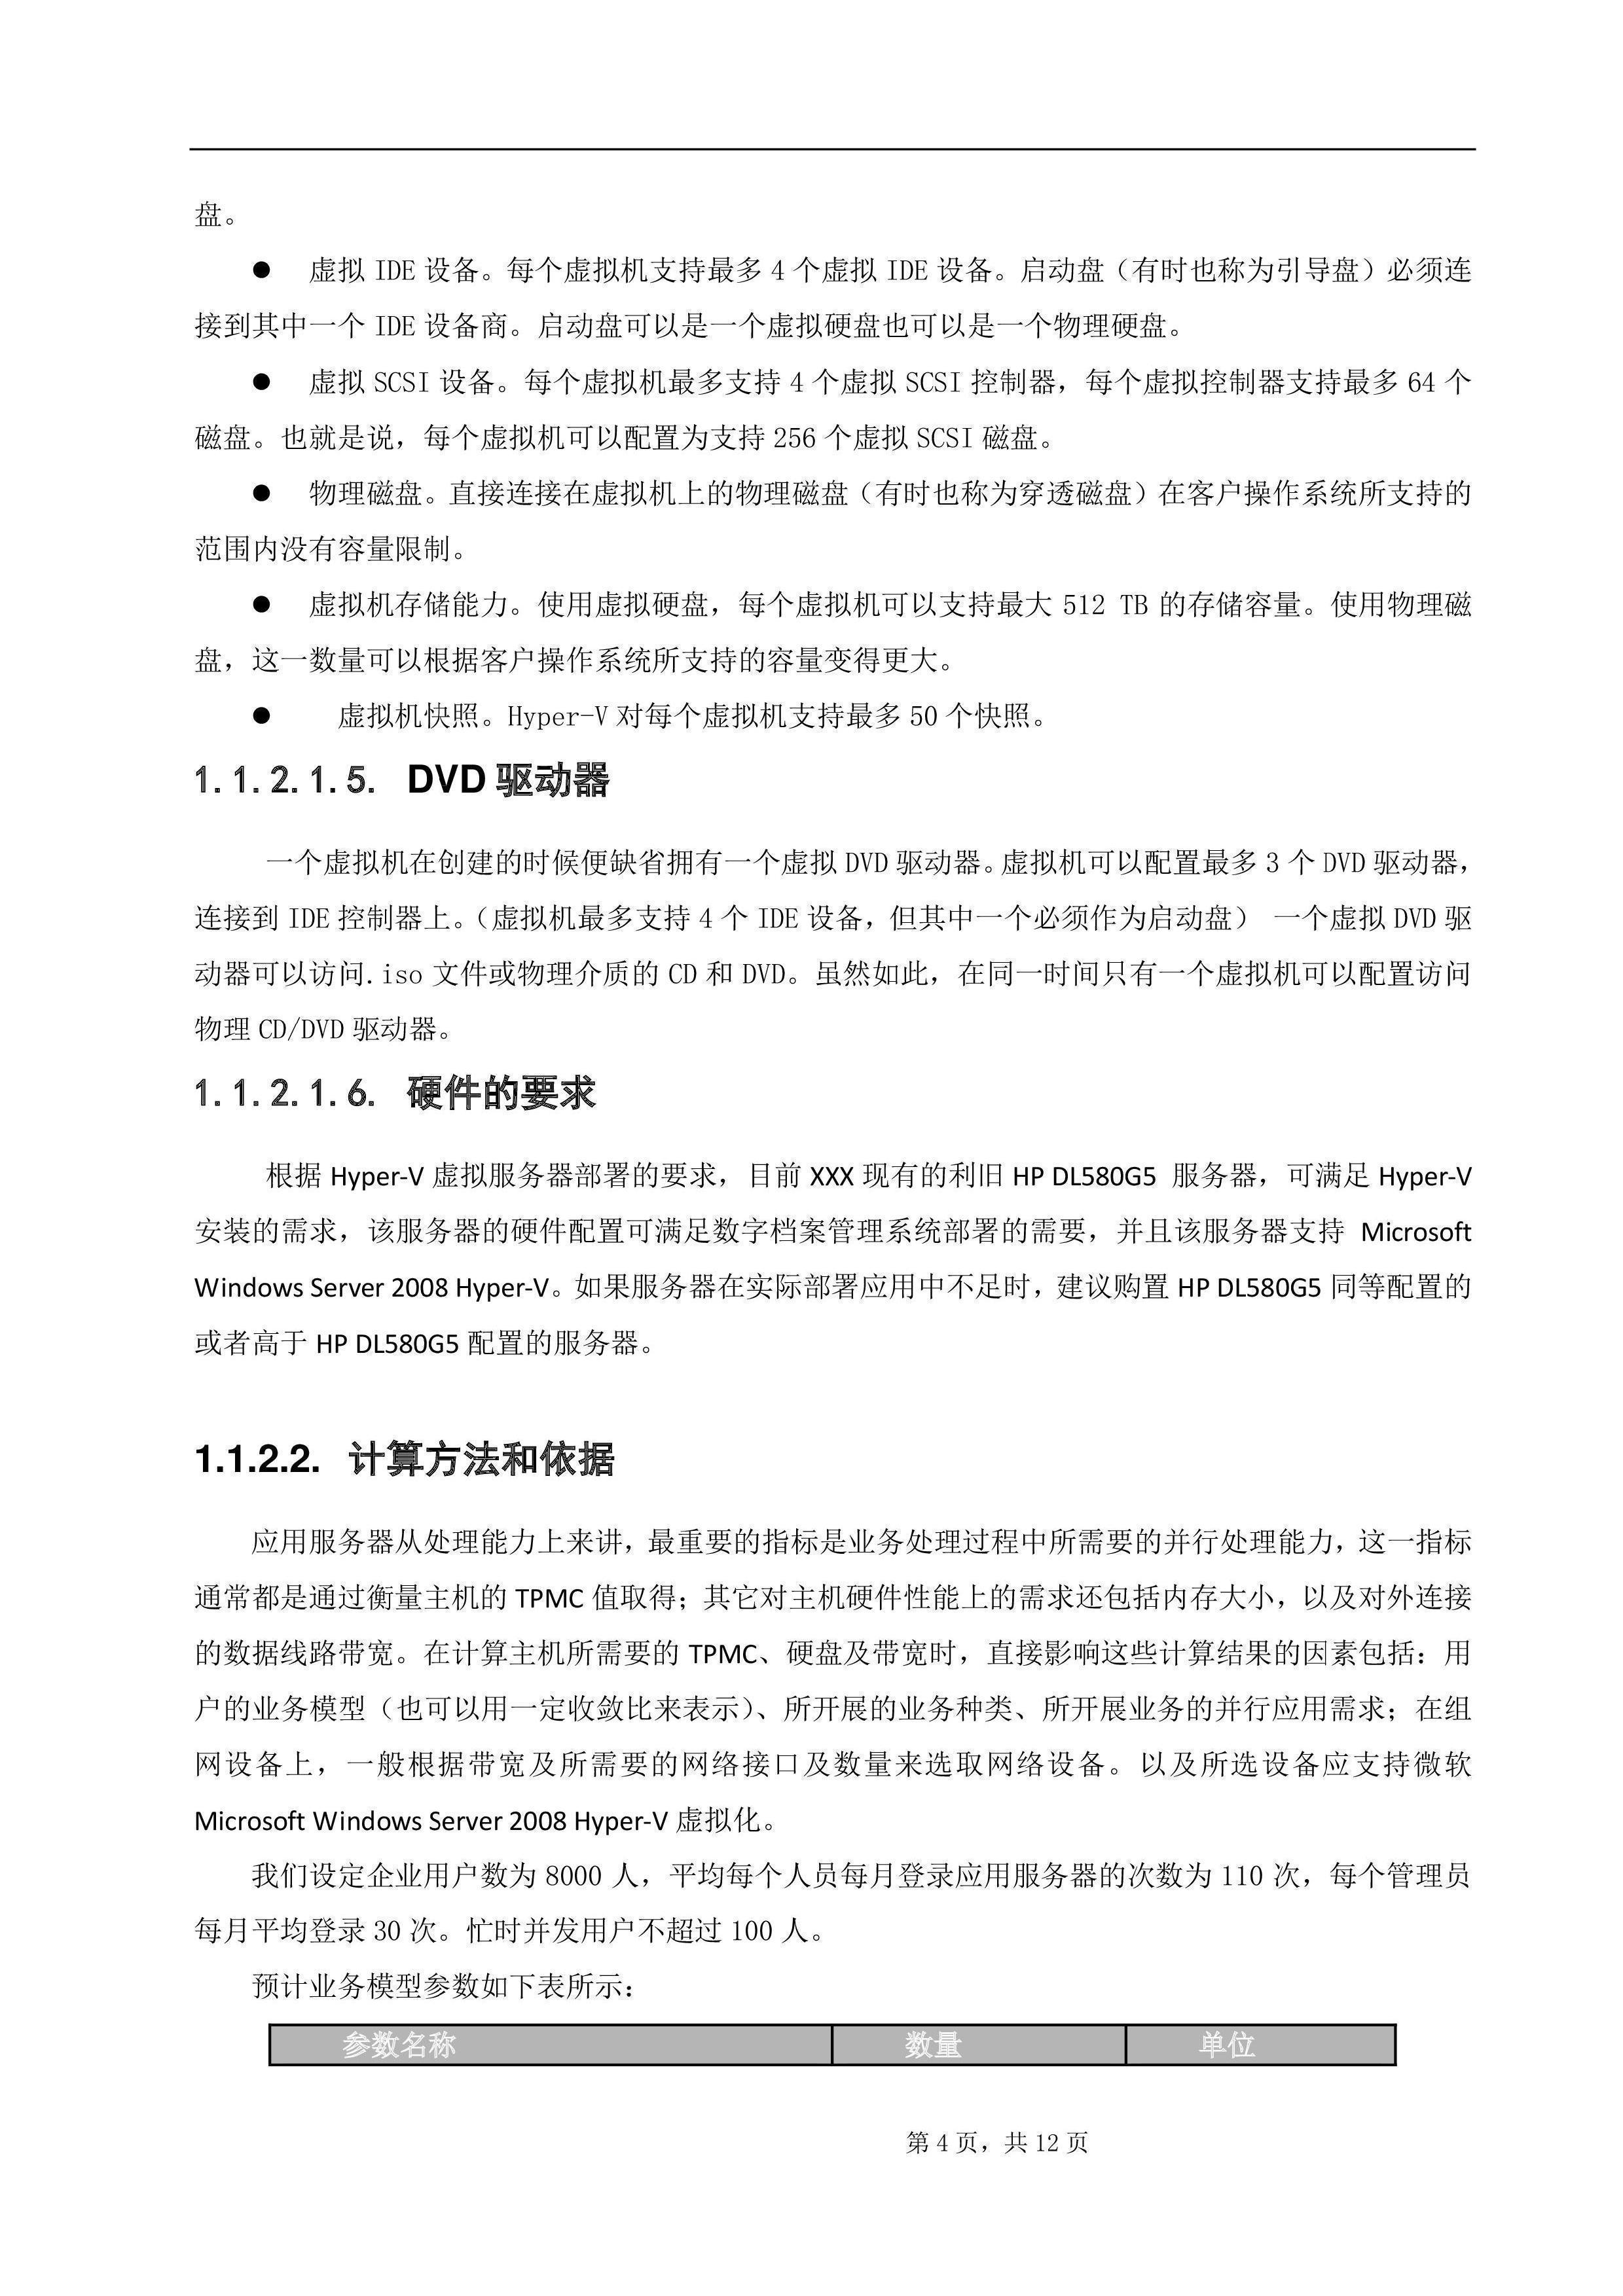 盘。
● 虚拟 IDE 设备。每个虚拟机支持最多 4 个虚拟 IDE 设备。启动盘（有时也称为引导盘）必须连
接到其中一个 IDE 设备商。启动盘可以是一个虚拟硬盘也可以是一个物理硬盘。
● 虚拟 SCSI 设备。每个虚拟机最多支持 4 个虚拟 SCSI 控制器，每个虚拟控制器支持最多 64 个
磁盘。也就是说，每个虚拟机可以配置为支持 256 个虚拟 SCSI 磁盘。
● 物理磁盘。直接连接在虚拟机上的物理磁盘（有时也称为穿透磁盘）在客户操作系统所支持的
范围内没有容量限制。
● 虚拟机存储能力。使用虚拟硬盘，每个虚拟机可以支持最大 512 TB 的存储容量。使用物理磁
盘，这一数量可以根据客户操作系统所支持的容量变得更大。
● 虚拟机快照。Hyper-V 对每个虚拟机支持最多 50 个快照。
1.1.2.1.5. DVD 驱动器
一个虚拟机在创建的时候便缺省拥有一个虚拟 DVD 驱动器。虚拟机可以配置最多 3 个 DVD 驱动器，
连接到 IDE 控制器上。（虚拟机最多支持 4 个 IDE 设备，但其中一个必须作为启动盘） 一个虚拟 DVD 驱
动器可以访问.iso 文件或物理介质的 CD 和 DVD。虽然如此，在同一时间只有一个虚拟机可以配置访问
物理 CD/DVD 驱动器。
1.1.2.1.6. 硬件的要求
根据 Hyper-V 虚拟服务器部署的要求，目前 XXX 现有的利旧 HP DL580G5 服务器，可满足 Hyper-V
安装的需求，该服务器的硬件配置可满足数字档案管理系统部署的需要，并且该服务器支持 Microsoft
Windows Server 2008 Hyper-V。如果服务器在实际部署应用中不足时，建议购置 HP DL580G5 同等配置的
或者高于 HP DL580G5 配置的服务器。
1.1.2.2. 计算方法和依据
应用服务器从处理能力上来讲，最重要的指标是业务处理过程中所需要的并行处理能力，这一指标
通常都是通过衡量主机的 TPMC 值取得；其它对主机硬件性能上的需求还包括内存大小，以及对外连接
的数据线路带宽。在计算主机所需要的 TPMC、硬盘及带宽时，直接影响这些计算结果的因素包括：用
户的业务模型（也可以用一定收敛比来表示）、所开展的业务种类、所开展业务的并行应用需求；在组
网设备上，一般根据带宽及所需要的网络接口及数量来选取网络设备。以及所选设备应支持微软
Microsoft Windows Server 2008 Hyper-V 虚拟化。
我们设定企业用户数为 8000 人，平均每个人员每月登录应用服务器的次数为 110 次，每个管理员
每月平均登录 30 次。忙时并发用户不超过 100 人。
预计业务模型参数如下表所示：
参数名称 数量 单位
第 4 页，共 12 页